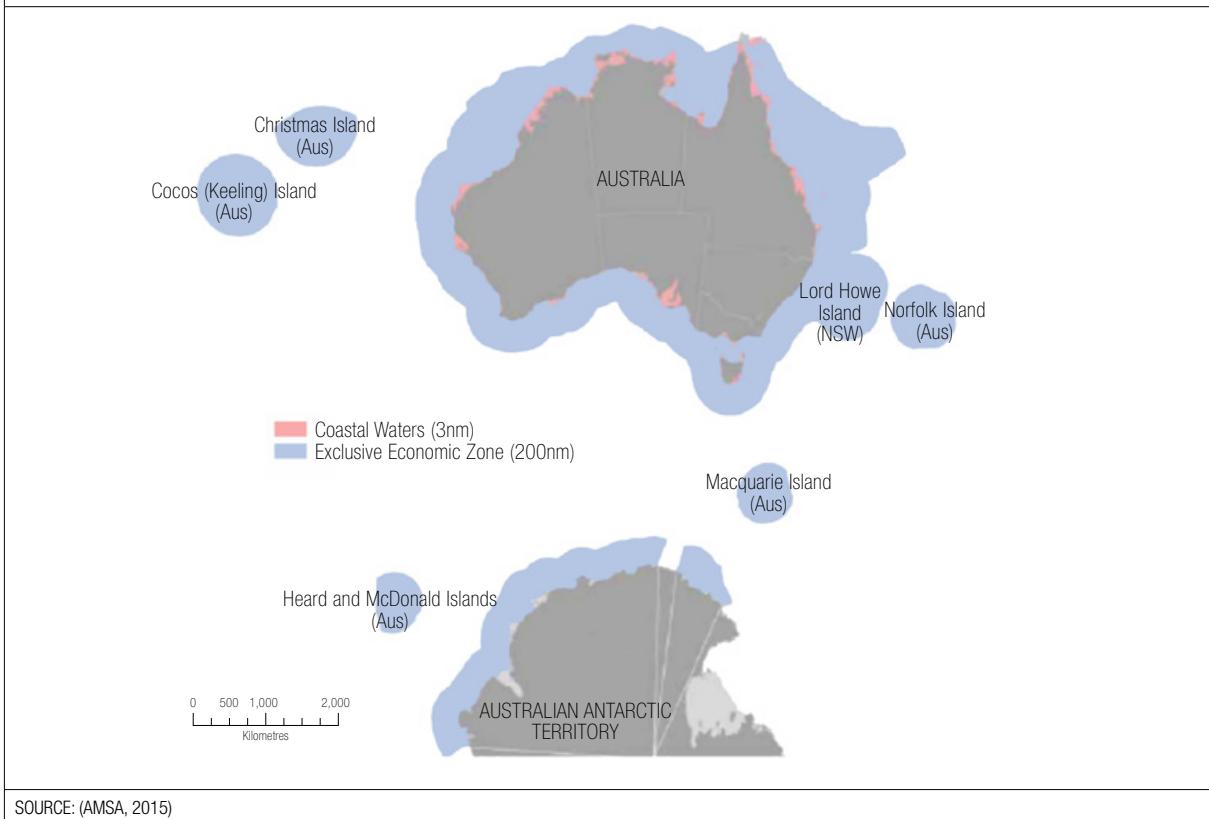 Christmas Island
(Aus)
Cocos (Keeling) Island
(Aus)
AUSTRALIA
Lord Howe
Island
(NSW)
Norfolk Island
(Aus)
Coastal Waters (3nm)
Exclusive Economic Zone (200nm)
Macquarie Island
(Aus)
Heard and McDonald Islands
(Aus)
0 500 1,000 2,000
Kilometres
AUSTRALIAN ANTARCTIC
TERRITORY
SOURCE: (AMSA, 2015)